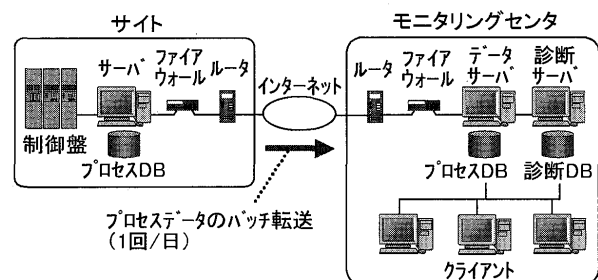 サイト
サーバ
ファイア
ウォール
ルータ
制御盤
プロセスDB
インターネット
プロセスデータのバッチ転送
(1回/日)
モニタリングセンタ
ルータ
ファイア
ウォール
データ
サーバ
診断
サーバ
プロセスDB
診断DB
クライアント